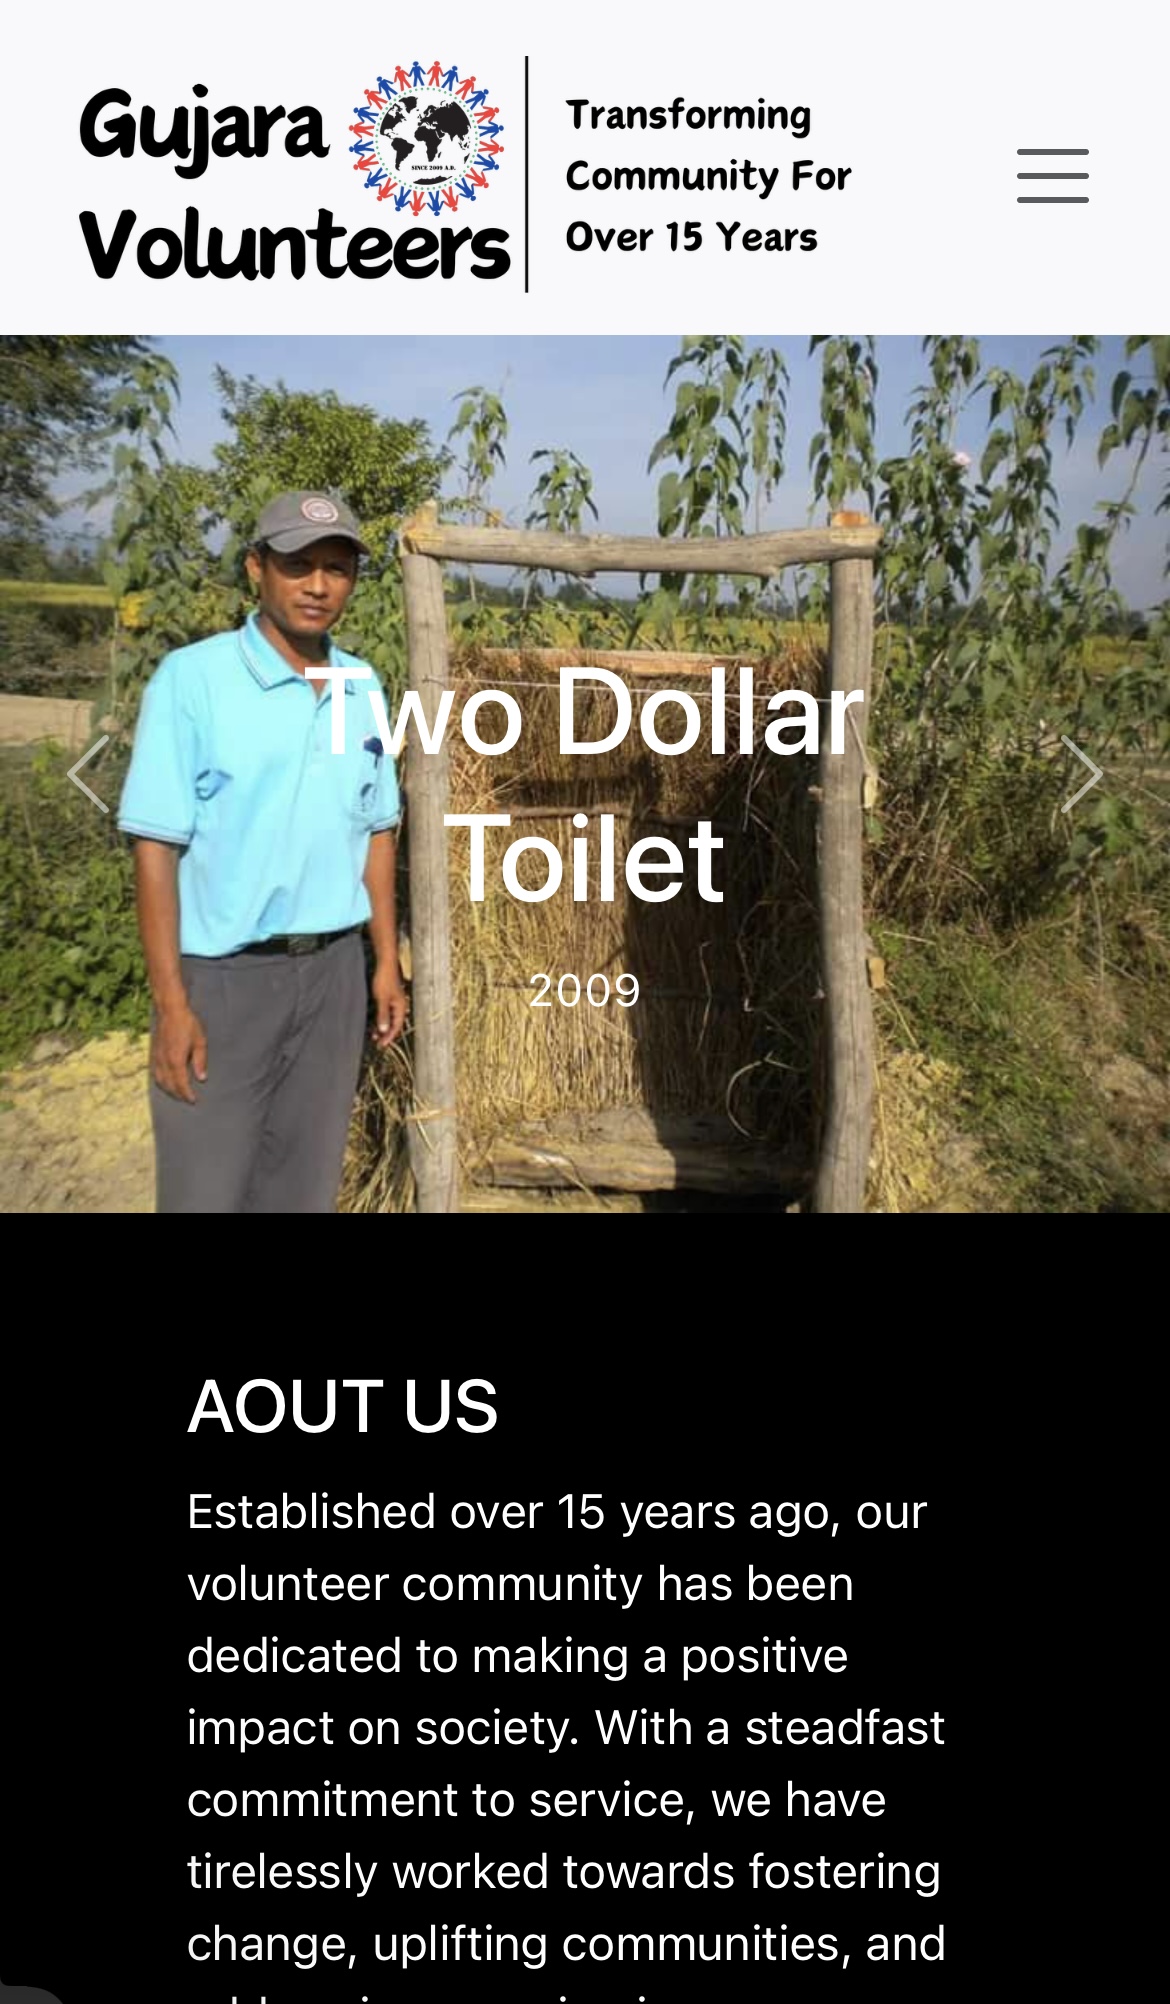 Gujara
Volunteers
SINCE 2009 A.D.
Transforming
Community For
Over 15 Years
Two Dollar
Toilet
2009
AOUT US
Established over 15 years ago, our
volunteer community has been
dedicated to making a positive
impact on society. With a steadfast
commitment to service, we have
tirelessly worked towards fostering
change, uplifting communities, and